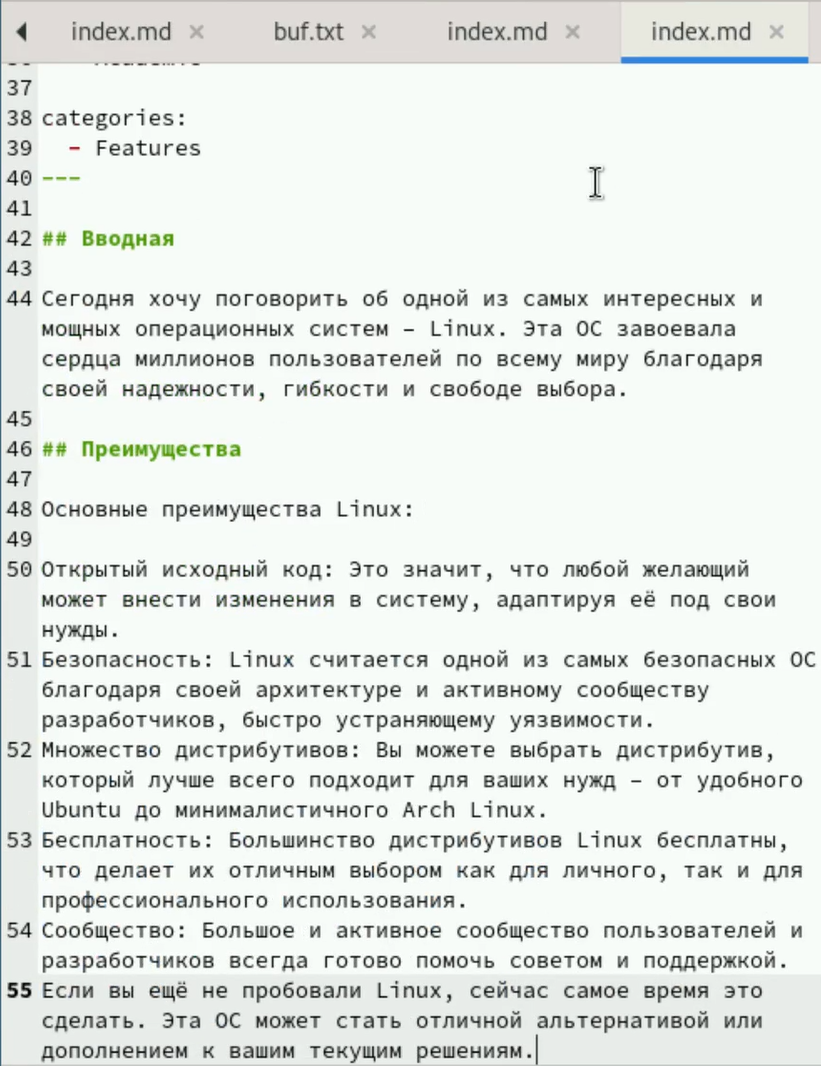 index.md × buf.txt × index.md × index.md ×
37
38 categories:
39   - Features
40 ---
41
42 ## Вводная
43
44 Сегодня хочу поговорить об одной из самых интересных и
мощных операционных систем – Linux. Эта ОС завоевала
сердца миллионов пользователей по всему миру благодаря
своей надежности, гибкости и свободе выбора.
45
46 ## Преимущества
47
48 Основные преимущества Linux:
49
50 Открытый исходный код: Это значит, что любой желающий
может внести изменения в систему, адаптируя её под свои
нужды.
51 Безопасность: Linux считается одной из самых безопасных ОС
благодаря своей архитектуре и активному сообществу
разработчиков, быстро устраняющему уязвимости.
52 Множество дистрибутивов: Вы можете выбрать дистрибутив,
который лучше всего подходит для ваших нужд – от удобного
Ubuntu до минималистичного Arch Linux.
53 Бесплатность: Большинство дистрибутивов Linux бесплатны,
что делает их отличным выбором как для личного, так и для
профессионального использования.
54 Сообщество: Большое и активное сообщество пользователей и
разработчиков всегда готово помочь советом и поддержкой.
55 Если вы ещё не пробовали Linux, сейчас самое время это
сделать. Эта ОС может стать отличной альтернативой или
дополнением к вашим текущим решениям.